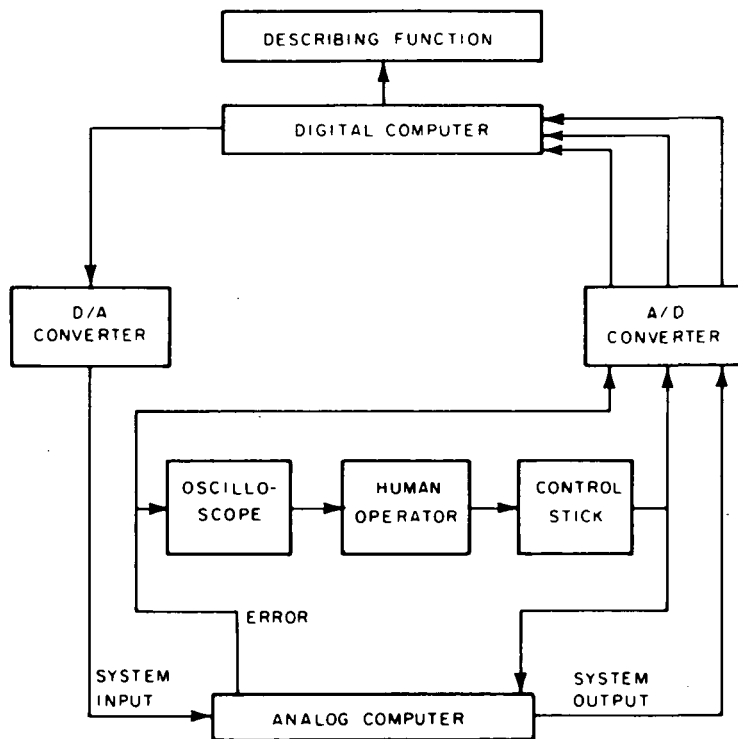 DESCRIBING FUNCTION
DIGITAL COMPUTER
D/A
CONVERTER
A/D
CONVERTER
OSCILLO-
SCOPE
HUMAN
OPERATOR
CONTROL
STICK
ERROR
SYSTEM
INPUT
SYSTEM
OUTPUT
ANALOG COMPUTER